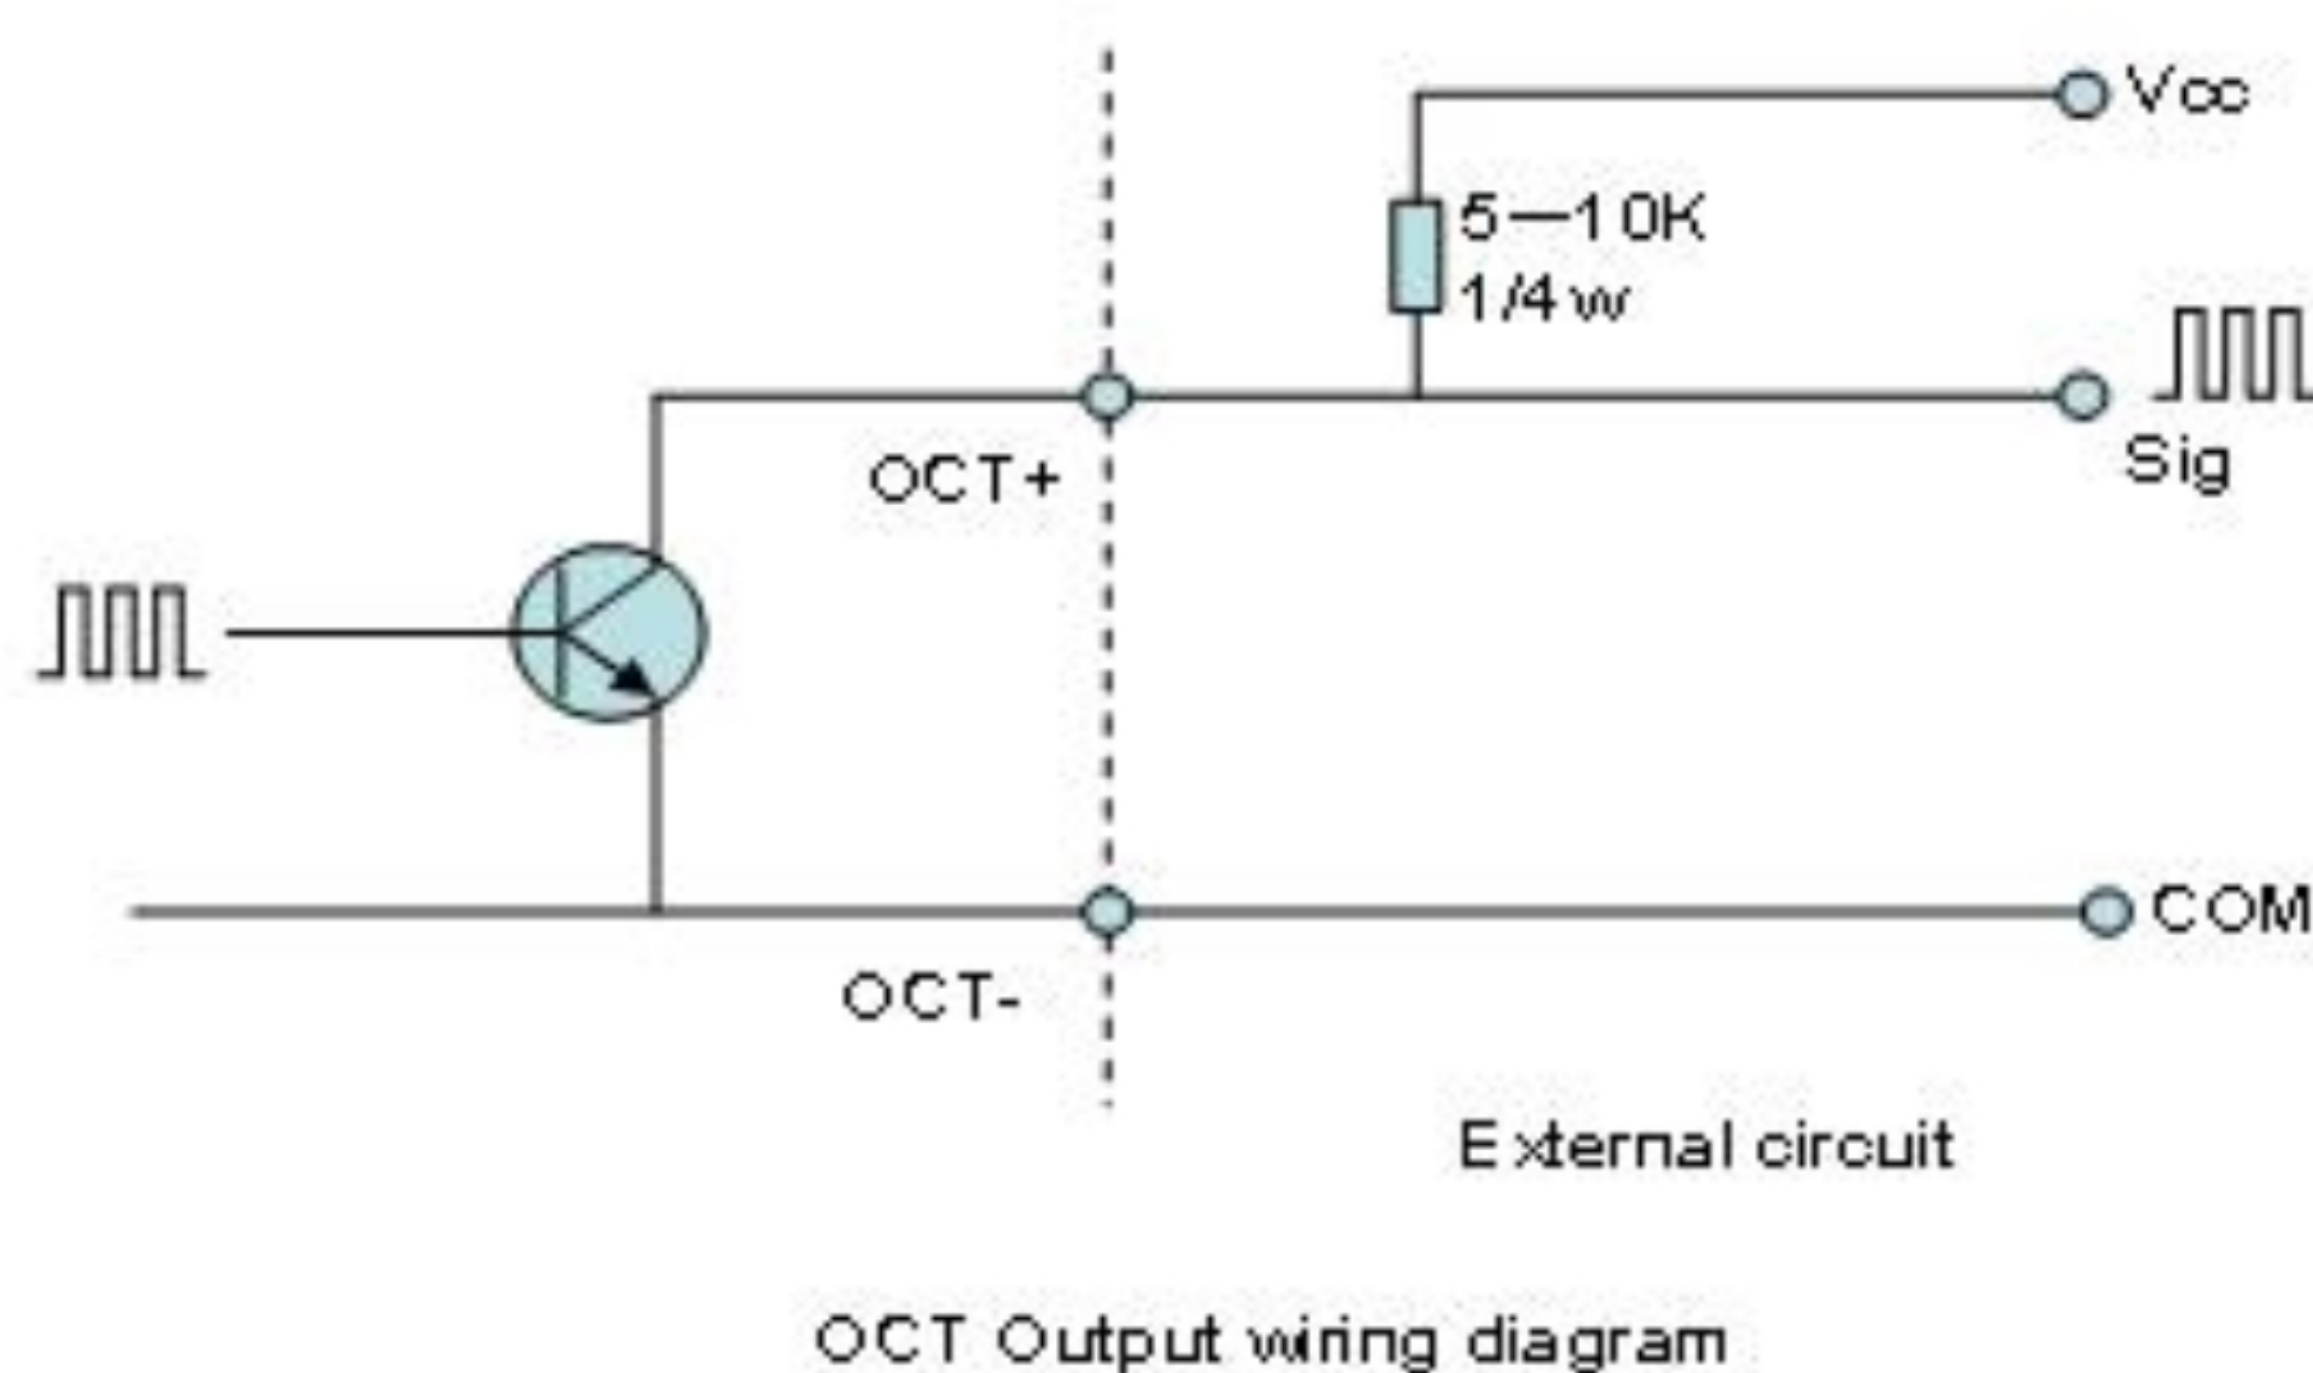 Vcc
5—10K
1/4w
Sig
OCT+
COM
OCT-
External circuit
OCT Output wiring diagram